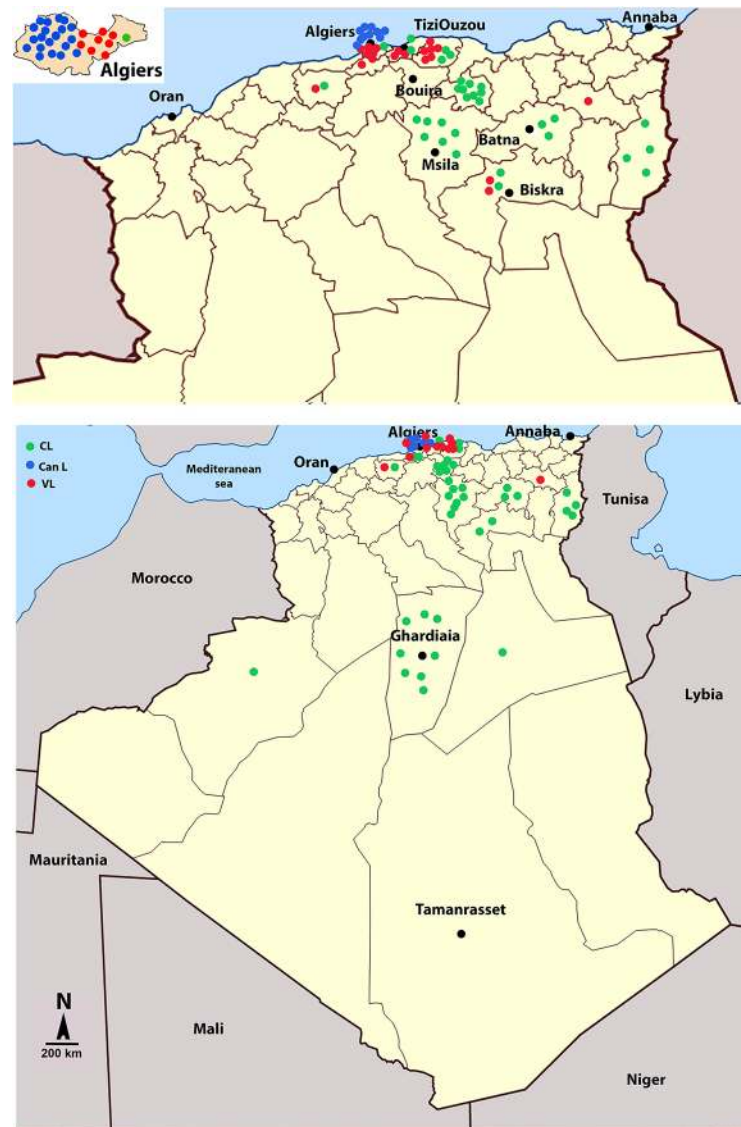 Algiers
TiziOuzou
Annaba
Algiers
Bouira
Oran
Batna
Msila
Biskra
CL
Can L
VL
Mediteranean
sea
Oran
Algiers
Annaba
Tunisa
Morocco
Ghardiaia
Lybia
Mauritania
Tamanrasset
N
200 km
Mali
Niger